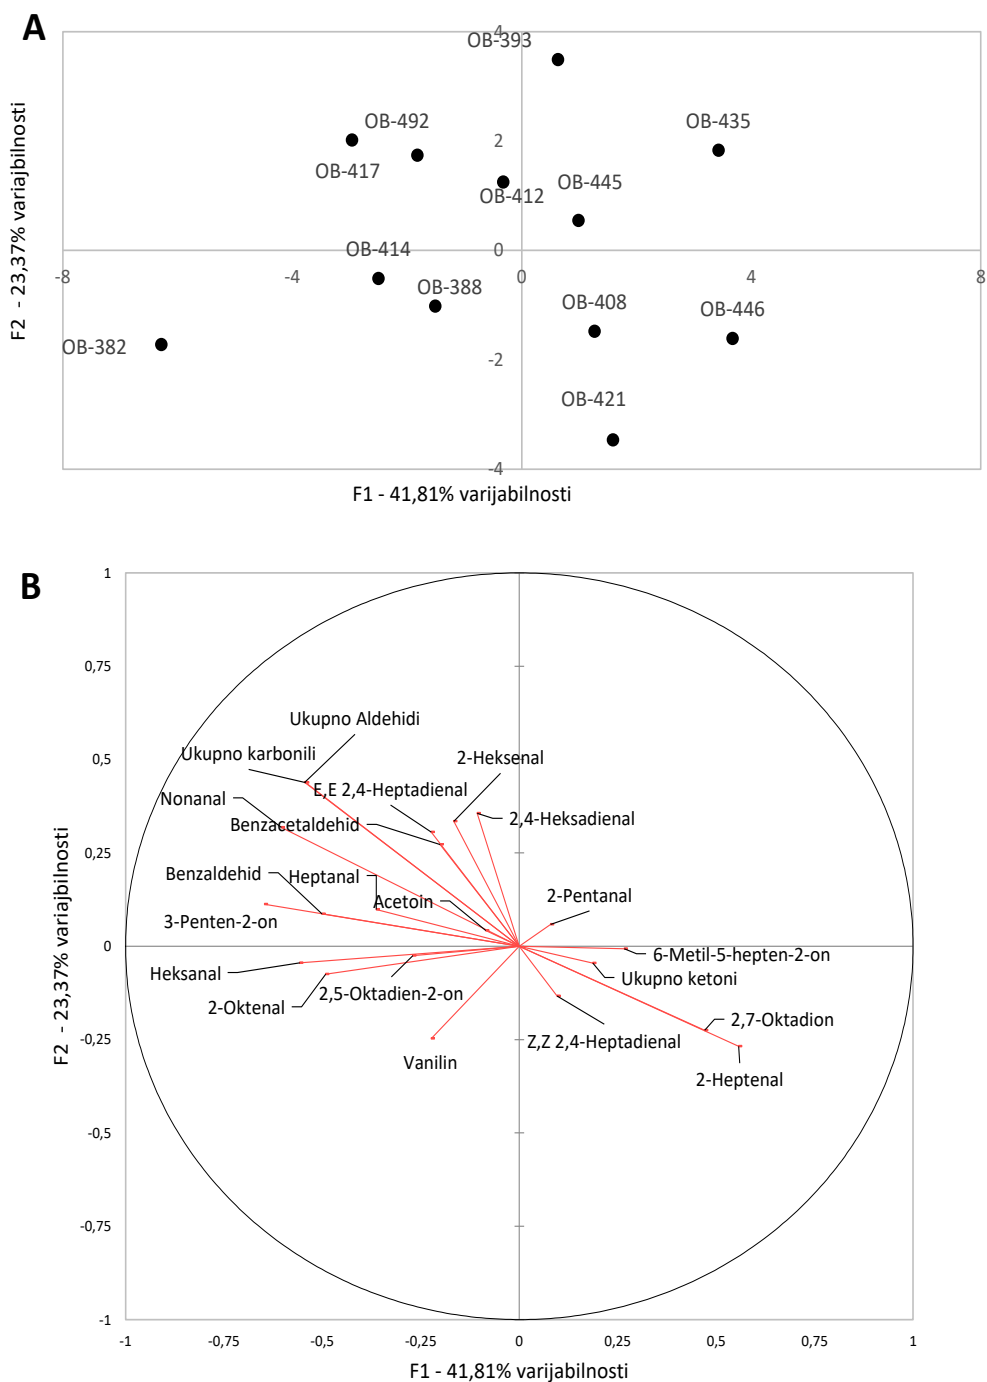 A
4
OB-393
OB-492
2
OB-435
OB-417
OB-445
OB-412
OB-414
0
-8
-4
0
4
8
OB-388
OB-408
OB-446
OB-382
-2
OB-421
-4
F2 - 23,37% variajbilnosti
F1 - 41,81% varijabilnosti
B
1
0,75
Ukupno Aldehidi
Ukupno karbonili
2-Heksenal
0,5
E,E 2,4-Heptadienal
Nonanal
2,4-Heksadienal
Benzacetaldehid
0,25
Benzaldehid
Heptanal
2-Pentanal
Acetoin
3-Penten-2-on
0
6-Metil-5-hepten-2-on
Heksanal
Ukupno ketoni
2,5-Oktadien-2-on
2-Oktenal
2,7-Oktadion
-0,25
Z,Z 2,4-Heptadienal
Vanilin
2-Heptenal
-0,5
-0,75
-1
-1
-0,75
-0,5
-0,25
0
0,25
0,5
0,75
1
F2 - 23,37% variajbilnosti
F1 - 41,81% varijabilnosti